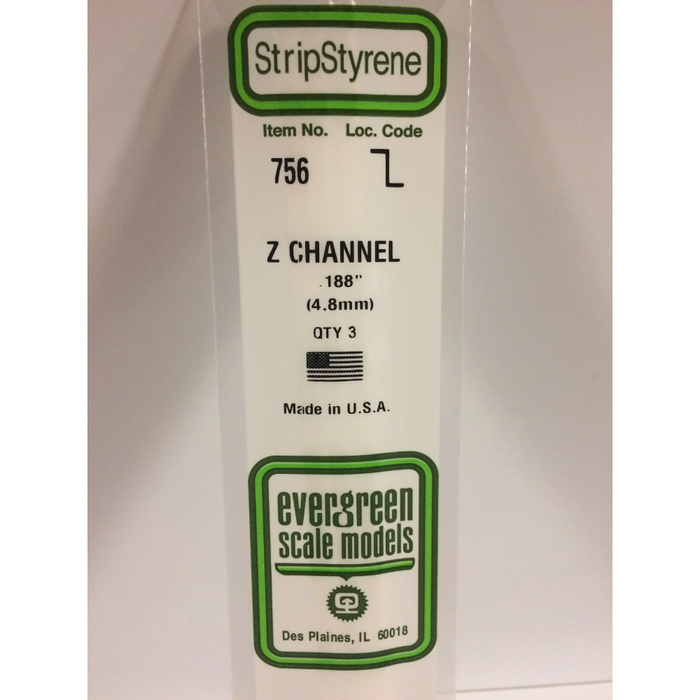 StripStyrene
Item No. Loc. Code
756
Z CHANNEL
.188"
(4.8mm)
QTY 3
Made in U.S.A.
evergreen
scale models
Des Plaines, IL 60018